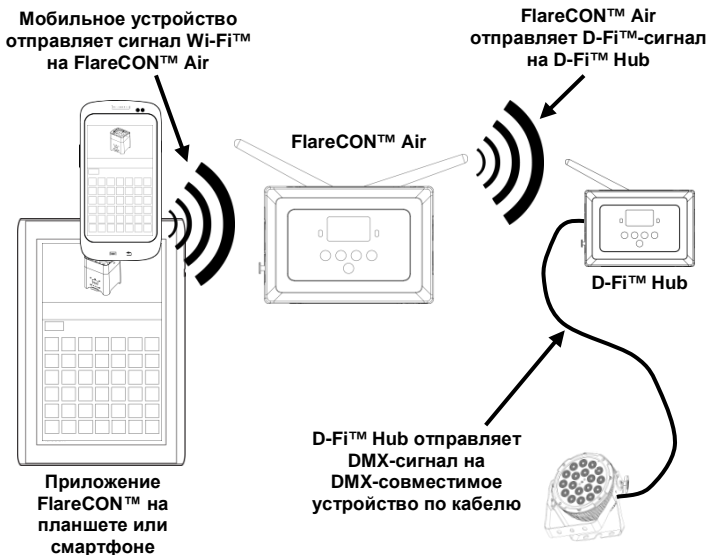 Мобильное устройство
отправляет сигнал Wi-Fi™
на FlareCON™ Air
FlareCON™ Air
отправляет D-Fi™-сигнал
на D-Fi™ Hub
FlareCON™ Air
D-Fi™ Hub
D-Fi™ Hub отправляет
DMX-сигнал на
DMX-совместимое
устройство по кабелю
Приложение
FlareCON™ на
планшете или
смартфоне